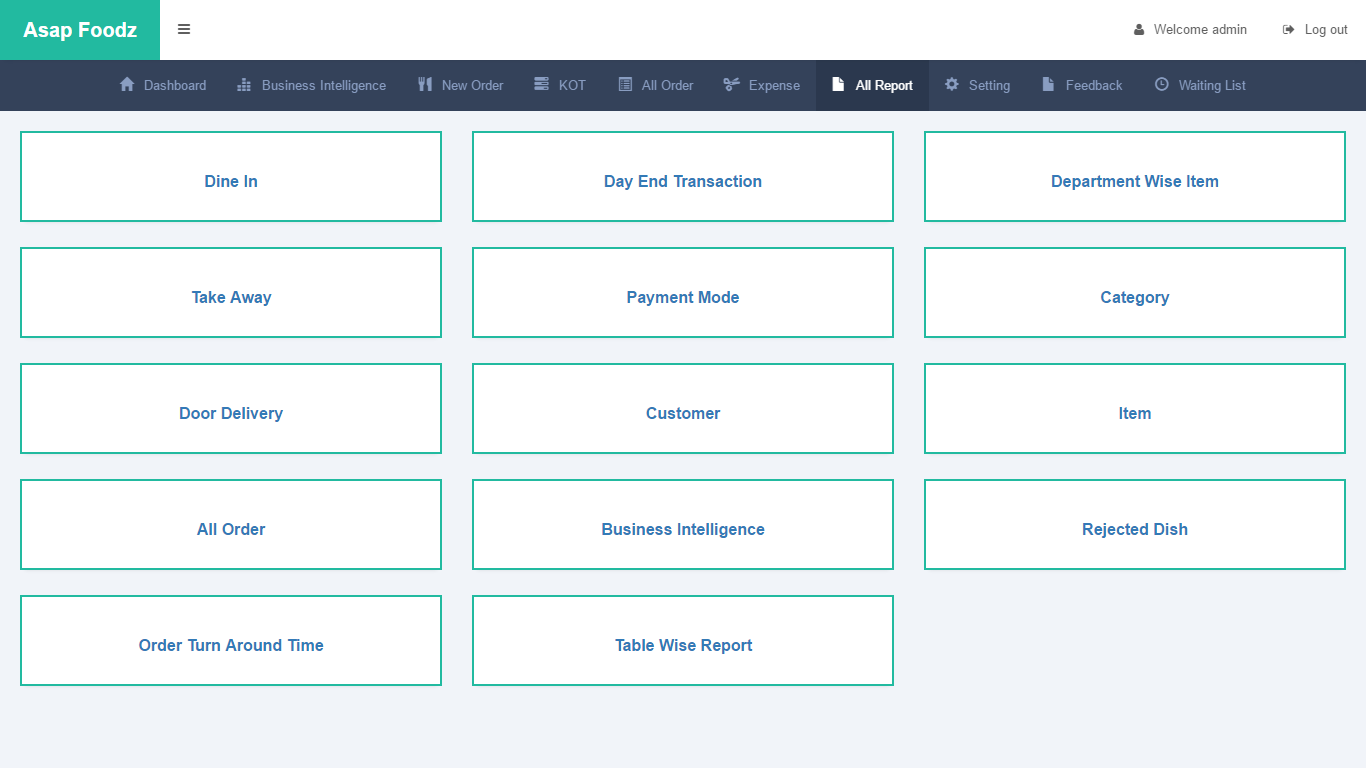 Asap Foodz
Welcome admin
Log out
Dashboard
Business Intelligence
New Order
KOT
All Order
Expense
All Report
Setting
Feedback
Waiting List
Dine In
Day End Transaction
Department Wise Item
Take Away
Payment Mode
Category
Door Delivery
Customer
Item
All Order
Business Intelligence
Rejected Dish
Order Turn Around Time
Table Wise Report